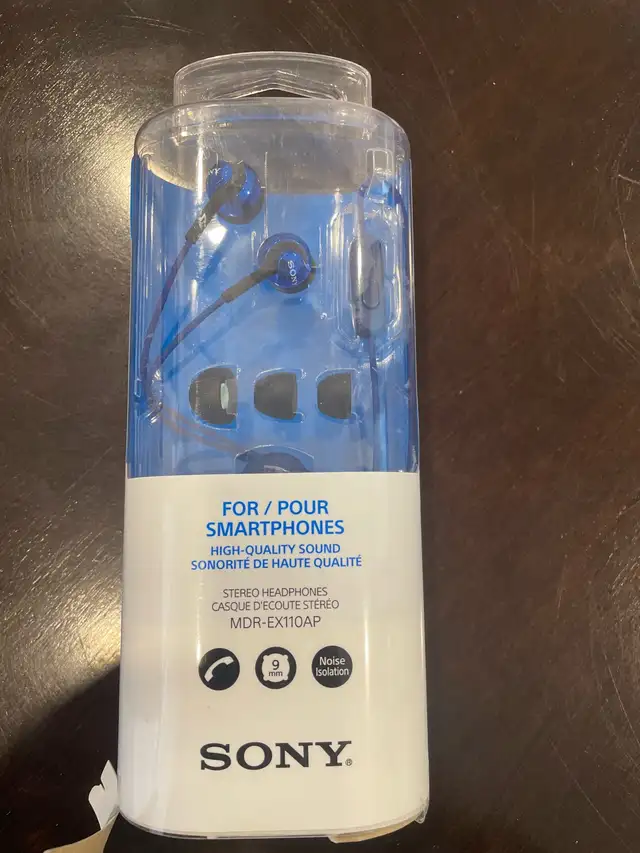 SONY
FOR / POUR
SMARTPHONES
HIGH-QUALITY SOUND
SONORITÉ DE HAUTE QUALITÉ
STEREO HEADPHONES
CASQUE D'ECOUTE STÉRÉO
MDR-EX110AP
9
mm
Noise
Isolation
SONY®